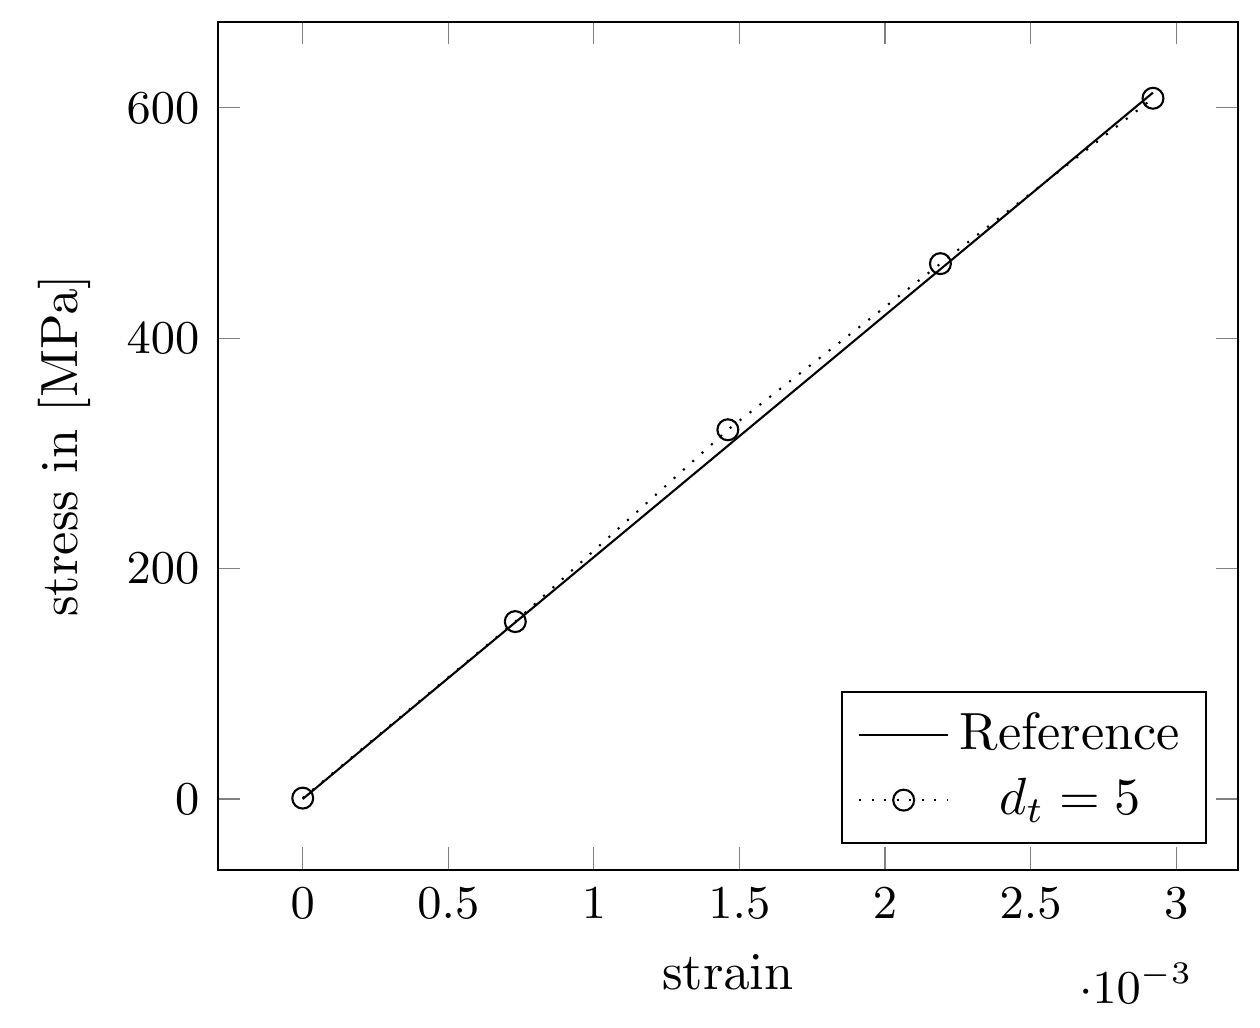 600
400
200
0
stress in [MPa]
Reference
d_t = 5
0 0.5 1 1.5 2 2.5 3
strain
·10⁻³